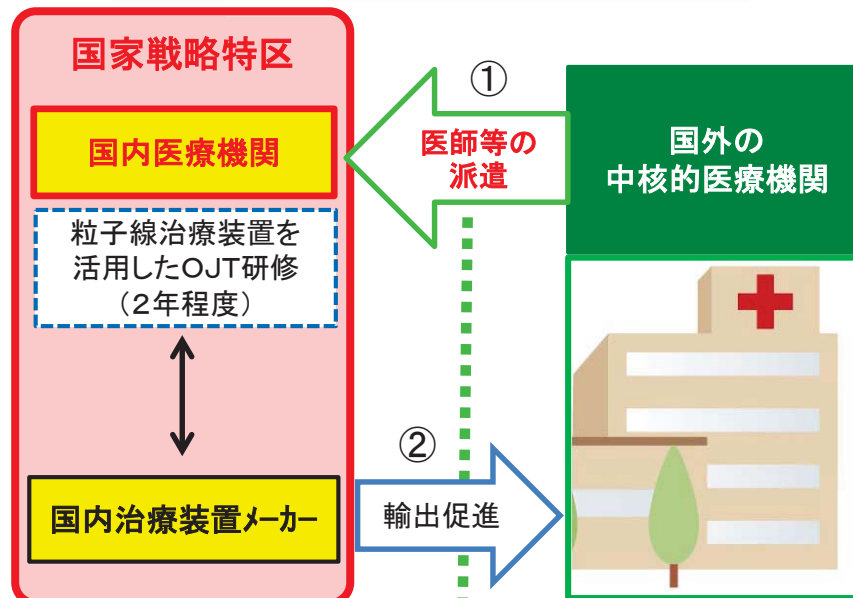 国家戦略特区
国内医療機関
粒子線治療装置を
活用したOJT研修
(2年程度)
国内治療装置メーカー
①
医師等の
派遣
②
輸出促進
国外の
中核的医療機関